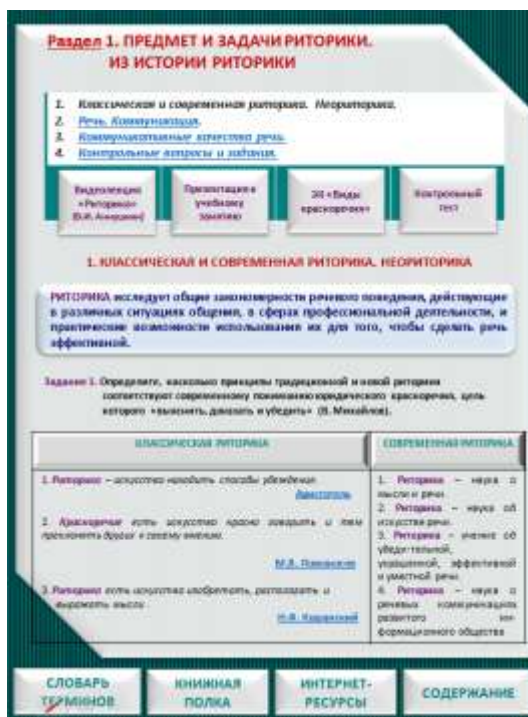 Раздел 1. ПРЕДМЕТ И ЗАДАЧИ РИТОРИКИ.
ИЗ ИСТОРИИ РИТОРИКИ
1. Классическая и современная риторика. Неориторика.
2. Речь. Коммуникация.
3. Коммуникативные качества речи.
4. Контрольные вопросы и задания.
Видеолекция
«Риторика»
(В.И. Аннушкин)
Презентация к
учебному
занятию
ЭК «Виды
красноречия»
Контрольный
тест
1. КЛАССИЧЕСКАЯ И СОВРЕМЕННАЯ РИТОРИКА. НЕОРИТОРИКА
РИТОРИКА исследует общие закономерности речевого поведения, действующие
в различных ситуациях общения, в сферах профессиональной деятельности, и
практические возможности использования их для того, чтобы сделать речь
эффективной.
Задание 1. Определите, насколько принципы традиционной и новой риторики
соответствуют современному пониманию юридического красноречия, цель
которого «выяснить, доказать и убедить» (В. Михайлов).
КЛАССИЧЕСКАЯ РИТОРИКА
1. Риторика – искусство находить способы убеждения.
Аристотель
2. Красноречие есть искусство красно говорить и тем
преклонять других к своему мнению.
М.В. Ломоносов
3. Риторика есть искусство изобретать, располагать и
выражать мысли
Н.Ф. Кошанский
СОВРЕМЕННАЯ РИТОРИКА
1. Риторика – наука о
мысли и речи.
2. Риторика – наука об
искусстве речи.
3. Риторика – учение об
убедительной,
украшенной, эффективной
и уместной речи.
4. Риторика – наука о
речевых коммуникациях
развитого ин-
формационного общества
СЛОВАРЬ
ТЕРМИНОВ
КНИЖНАЯ
ПОЛКА
ИНТЕРНЕТ-
РЕСУРСЫ
СОДЕРЖАНИЕ